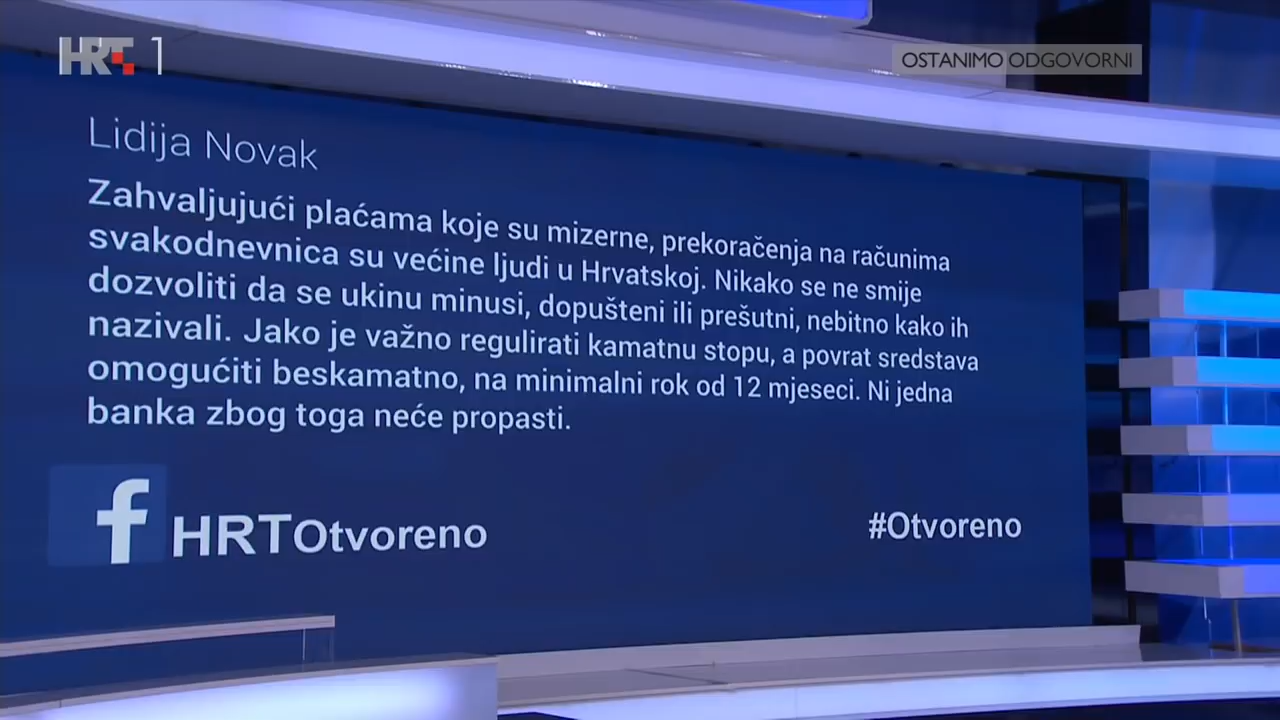 HRT 1
OSTANIMO ODGOVORNI
Lidija Novak
Zahvaljujući plaćama koje su mizerne, prekoračenja na računima
svakodnevnica su većine ljudi u Hrvatskoj. Nikako se ne smije
dozvoliti da se ukinu minusi, dopušteni ili prešutni, nebitno kako ih
nazivali. Jako je važno regulirati kamatnu stopu, a povrat sredstava
omogućiti beskamatno, na minimalni rok od 12 mjeseci. Ni jedna
banka zbog toga neće propasti.
f HRTOtvoreno
#Otvoreno